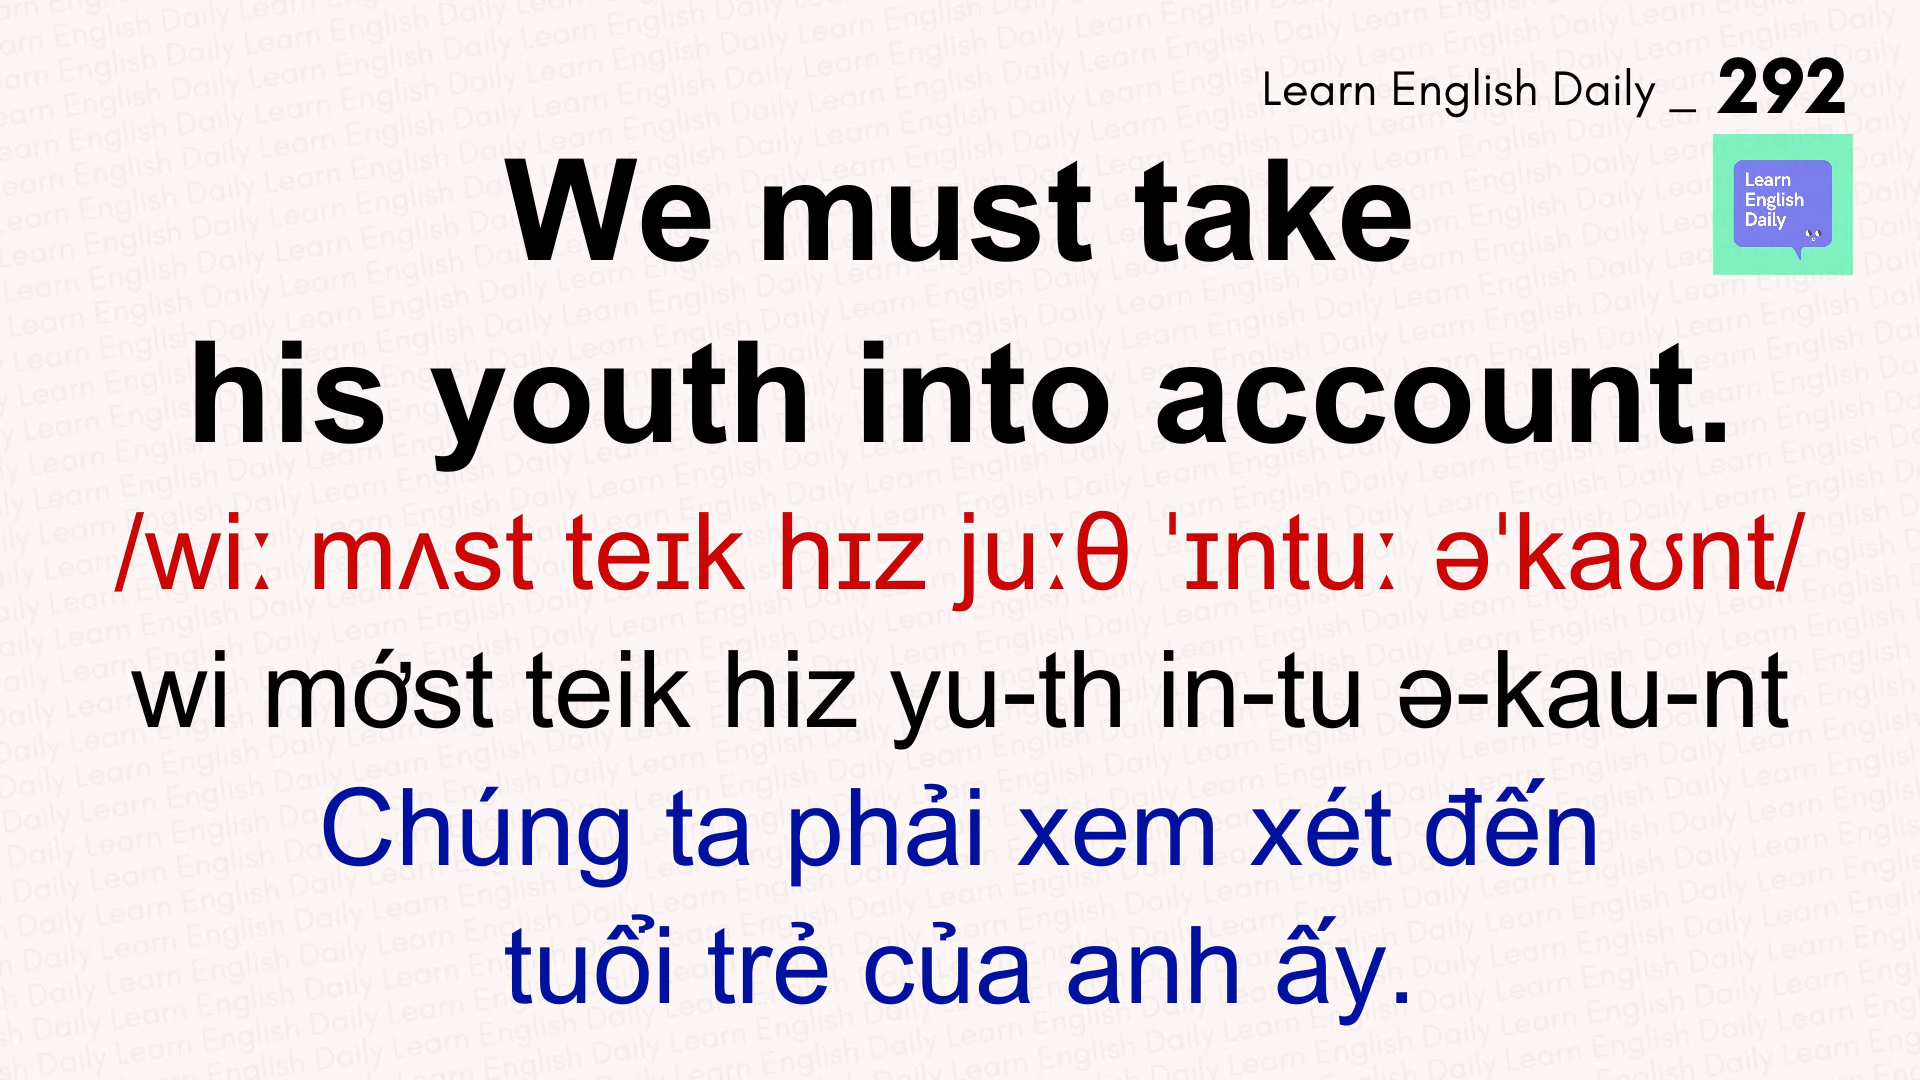 Learn English Daily _ 292
Learn
English
Daily
We must take
his youth into account.
/wiː mʌst teɪk hɪz juːθ ˈɪntuː əˈkaʊnt/
wi mớst teik hiz yu-th in-tu ə-kau-nt
Chúng ta phải xem xét đến
tuổi trẻ của anh ấy.